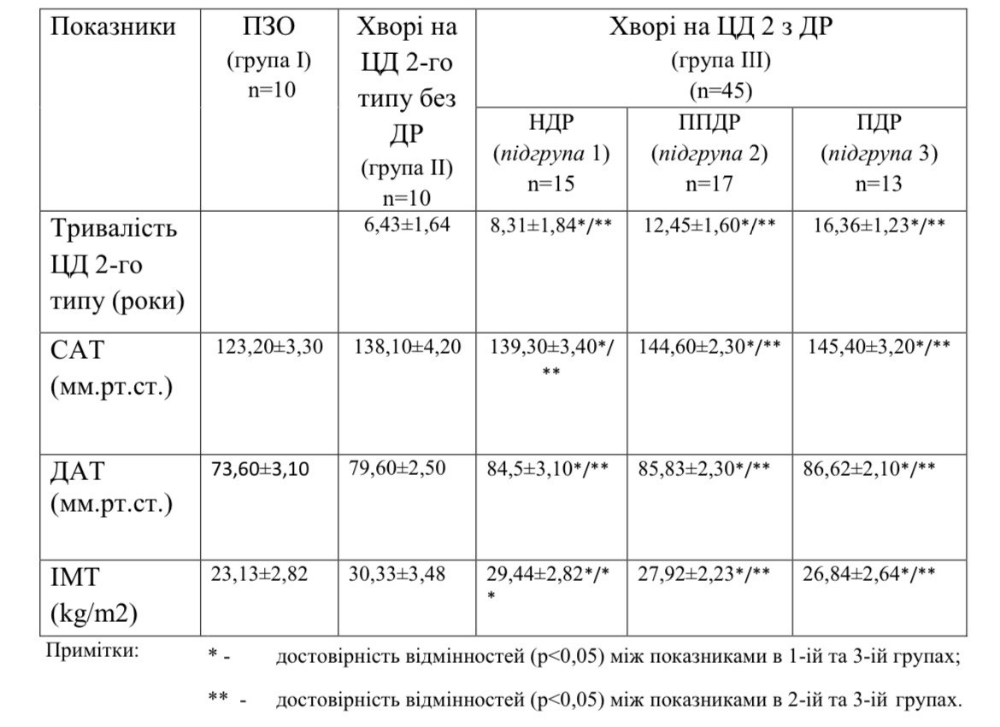 Показники
ПЗО
(група I)
n=10
Хворі на
ЦД 2-го
типу без
ДР
(група II)
n=10
Хворі на ЦД 2 з ДР
(група III)
(n=45)
НДР
(підгрупа 1)
n=15
ППДР
(підгрупа 2)
n=17
ПДР
(підгрупа 3)
n=13
Тривалість
ЦД 2-го
типу (роки)
6,43±1,64
8,31±1,84*/**
12,45±1,60*/**
16,36±1,23*/**
САТ
(мм.рт.ст.)
123,20±3,30
138,10±4,20
139,30±3,40*/
**
144,60±2,30*/**
145,40±3,20*/**
ДАТ
(мм.рт.ст.)
73,60±3,10
79,60±2,50
84,5±3,10*/**
85,83±2,30*/**
86,62±2,10*/**
ІМТ
(kg/m2)
23,13±2,82
30,33±3,48
29,44±2,82*/*
*
27,92±2,23*/**
26,84±2,64*/**
Примітки:
* - достовірність відмінностей (p<0,05) між показниками в 1-ій та 3-ій групах;
** - достовірність відмінностей (p<0,05) між показниками в 2-ій та 3-ій групах.